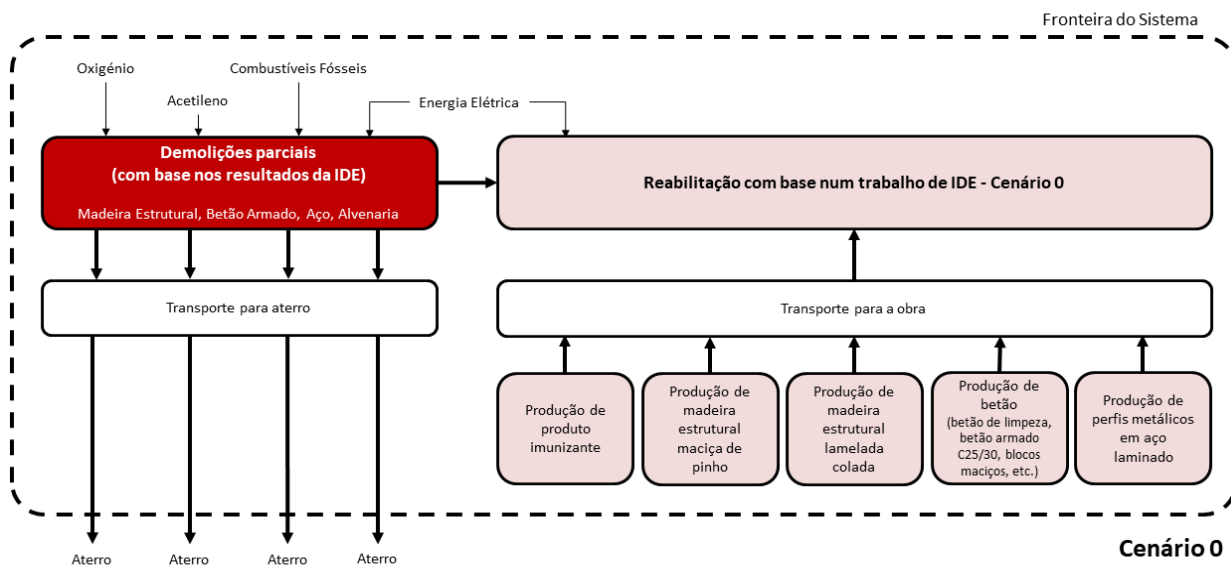 Fronteira do Sistema
Oxigénio
Combustíveis Fósseis
Acetileno
Energia Elétrica
Demolições parciais
(com base nos resultados da IDE)
Madeira Estrutural, Betão Armado, Aço, Alvenaria
Reabilitação com base num trabalho de IDE - Cenário 0
Transporte para aterro
Transporte para a obra
Produção de
produto
imunizante
Produção de
madeira
estrutural
maciça de
pinho
Produção de
madeira
estrutural
lamelada
colada
Produção de
betão
(betão de limpeza,
betão armado
C25/30, blocos
maciços, etc.)
Produção de
perfis metálicos
em aço
laminado
Aterro
Aterro
Aterro
Aterro
Cenário 0